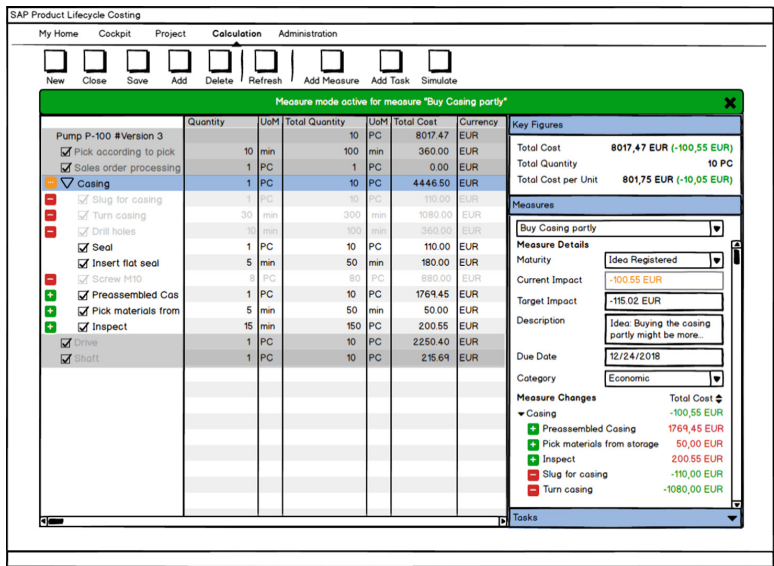 SAP Product Lifecycle Costing
My Home Cockpit Project Calculation Administration
New Close Save Add Delete Refresh Add Measure Add Task Simulate
Measure mode active for measure "Buy Casing partly"
Quantity UoM Total Quantity UoM Total Cost Currency
Pump P-100 #Version 3 10 PC 8017.47 EUR
Pick according to pick 10 min 100 min 360.00 EUR
Sales order processing 1 PC 1 PC 0.00 EUR
Casing 1 PC 10 PC 4446.50 EUR
Slug for casing 1 PC 10 PC 110.00 EUR
Turn casing 30 min 300 min 1080.00 EUR
Drill holes 10 min 100 min 360.00 EUR
Seal 1 PC 10 PC 110.00 EUR
Insert flat seal 5 min 50 min 180.00 EUR
Screw M10 8 PC 80 PC 880.00 EUR
Preassembled Cas 1 PC 10 PC 1769.45 EUR
Pick materials from 5 min 50 min 50.00 EUR
Inspect 15 min 150 PC 200.55 EUR
Drive 1 PC 10 PC 2250.40 EUR
Shaft 1 PC 10 PC 215.69 EUR
Key Figures
Total Cost 8017,47 EUR (-100,55 EUR)
Total Quantity 10 PC
Total Cost per Unit 801,75 EUR (-10,05 EUR)
Measures
Buy Casing partly
Measure Details
Maturity Idea Registered
Current Impact -100.55 EUR
Target Impact -115.02 EUR
Description Idea: Buying the casing
partly might be more...
Due Date 12/24/2018
Category Economic
Measure Changes Total Cost
Casing -100,55 EUR
Preassembled Casing 1769,45 EUR
Pick materials from storage 50,00 EUR
Inspect 200.55 EUR
Slug for casing -110,00 EUR
Turn casing -1080,00 EUR
Tasks